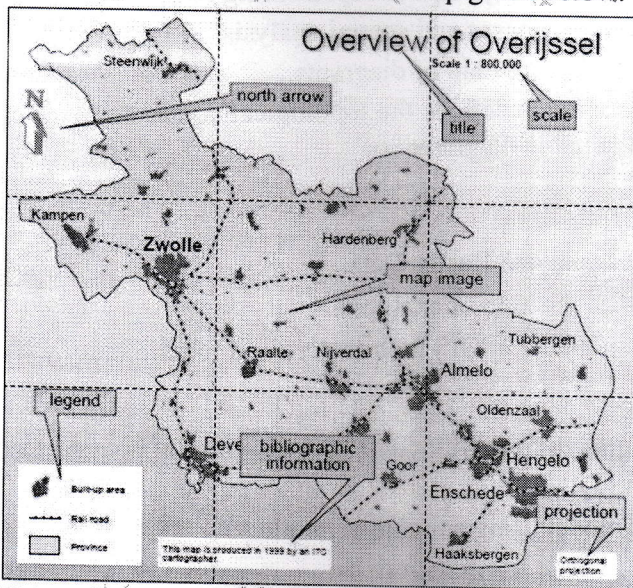 Overview of Overijssel
Scale 1 : 800,000
Steenwijk
N
north arrow
title
scale
Kampen
Zwolle
Hardenberg
map image
Tubbergen
Raalte
Nijverdal
Almelo
legend
Oldenzaal
Deve
bibliographic
information
Goor
Hengelo
Enschede
Built-up area
Rail road
Province
projection
This map is produced in 1999 by an ITC
cartographer.
Haaksbergen
Orthogonal
projection.